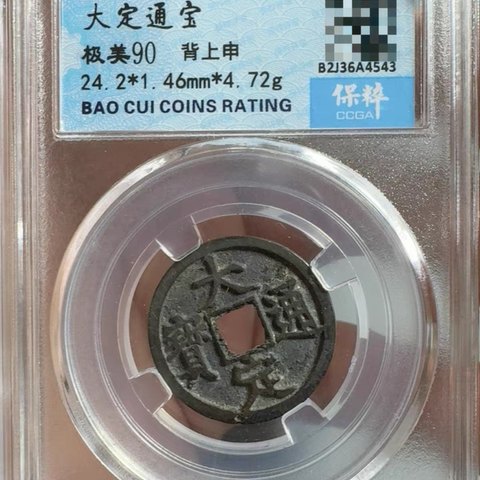 大定通宝
极美90 背上申
24.2*1.46mm*4.72g
BAO CUI COINS RATING
B2J36A4543
保粹
CCGA
大定通寳